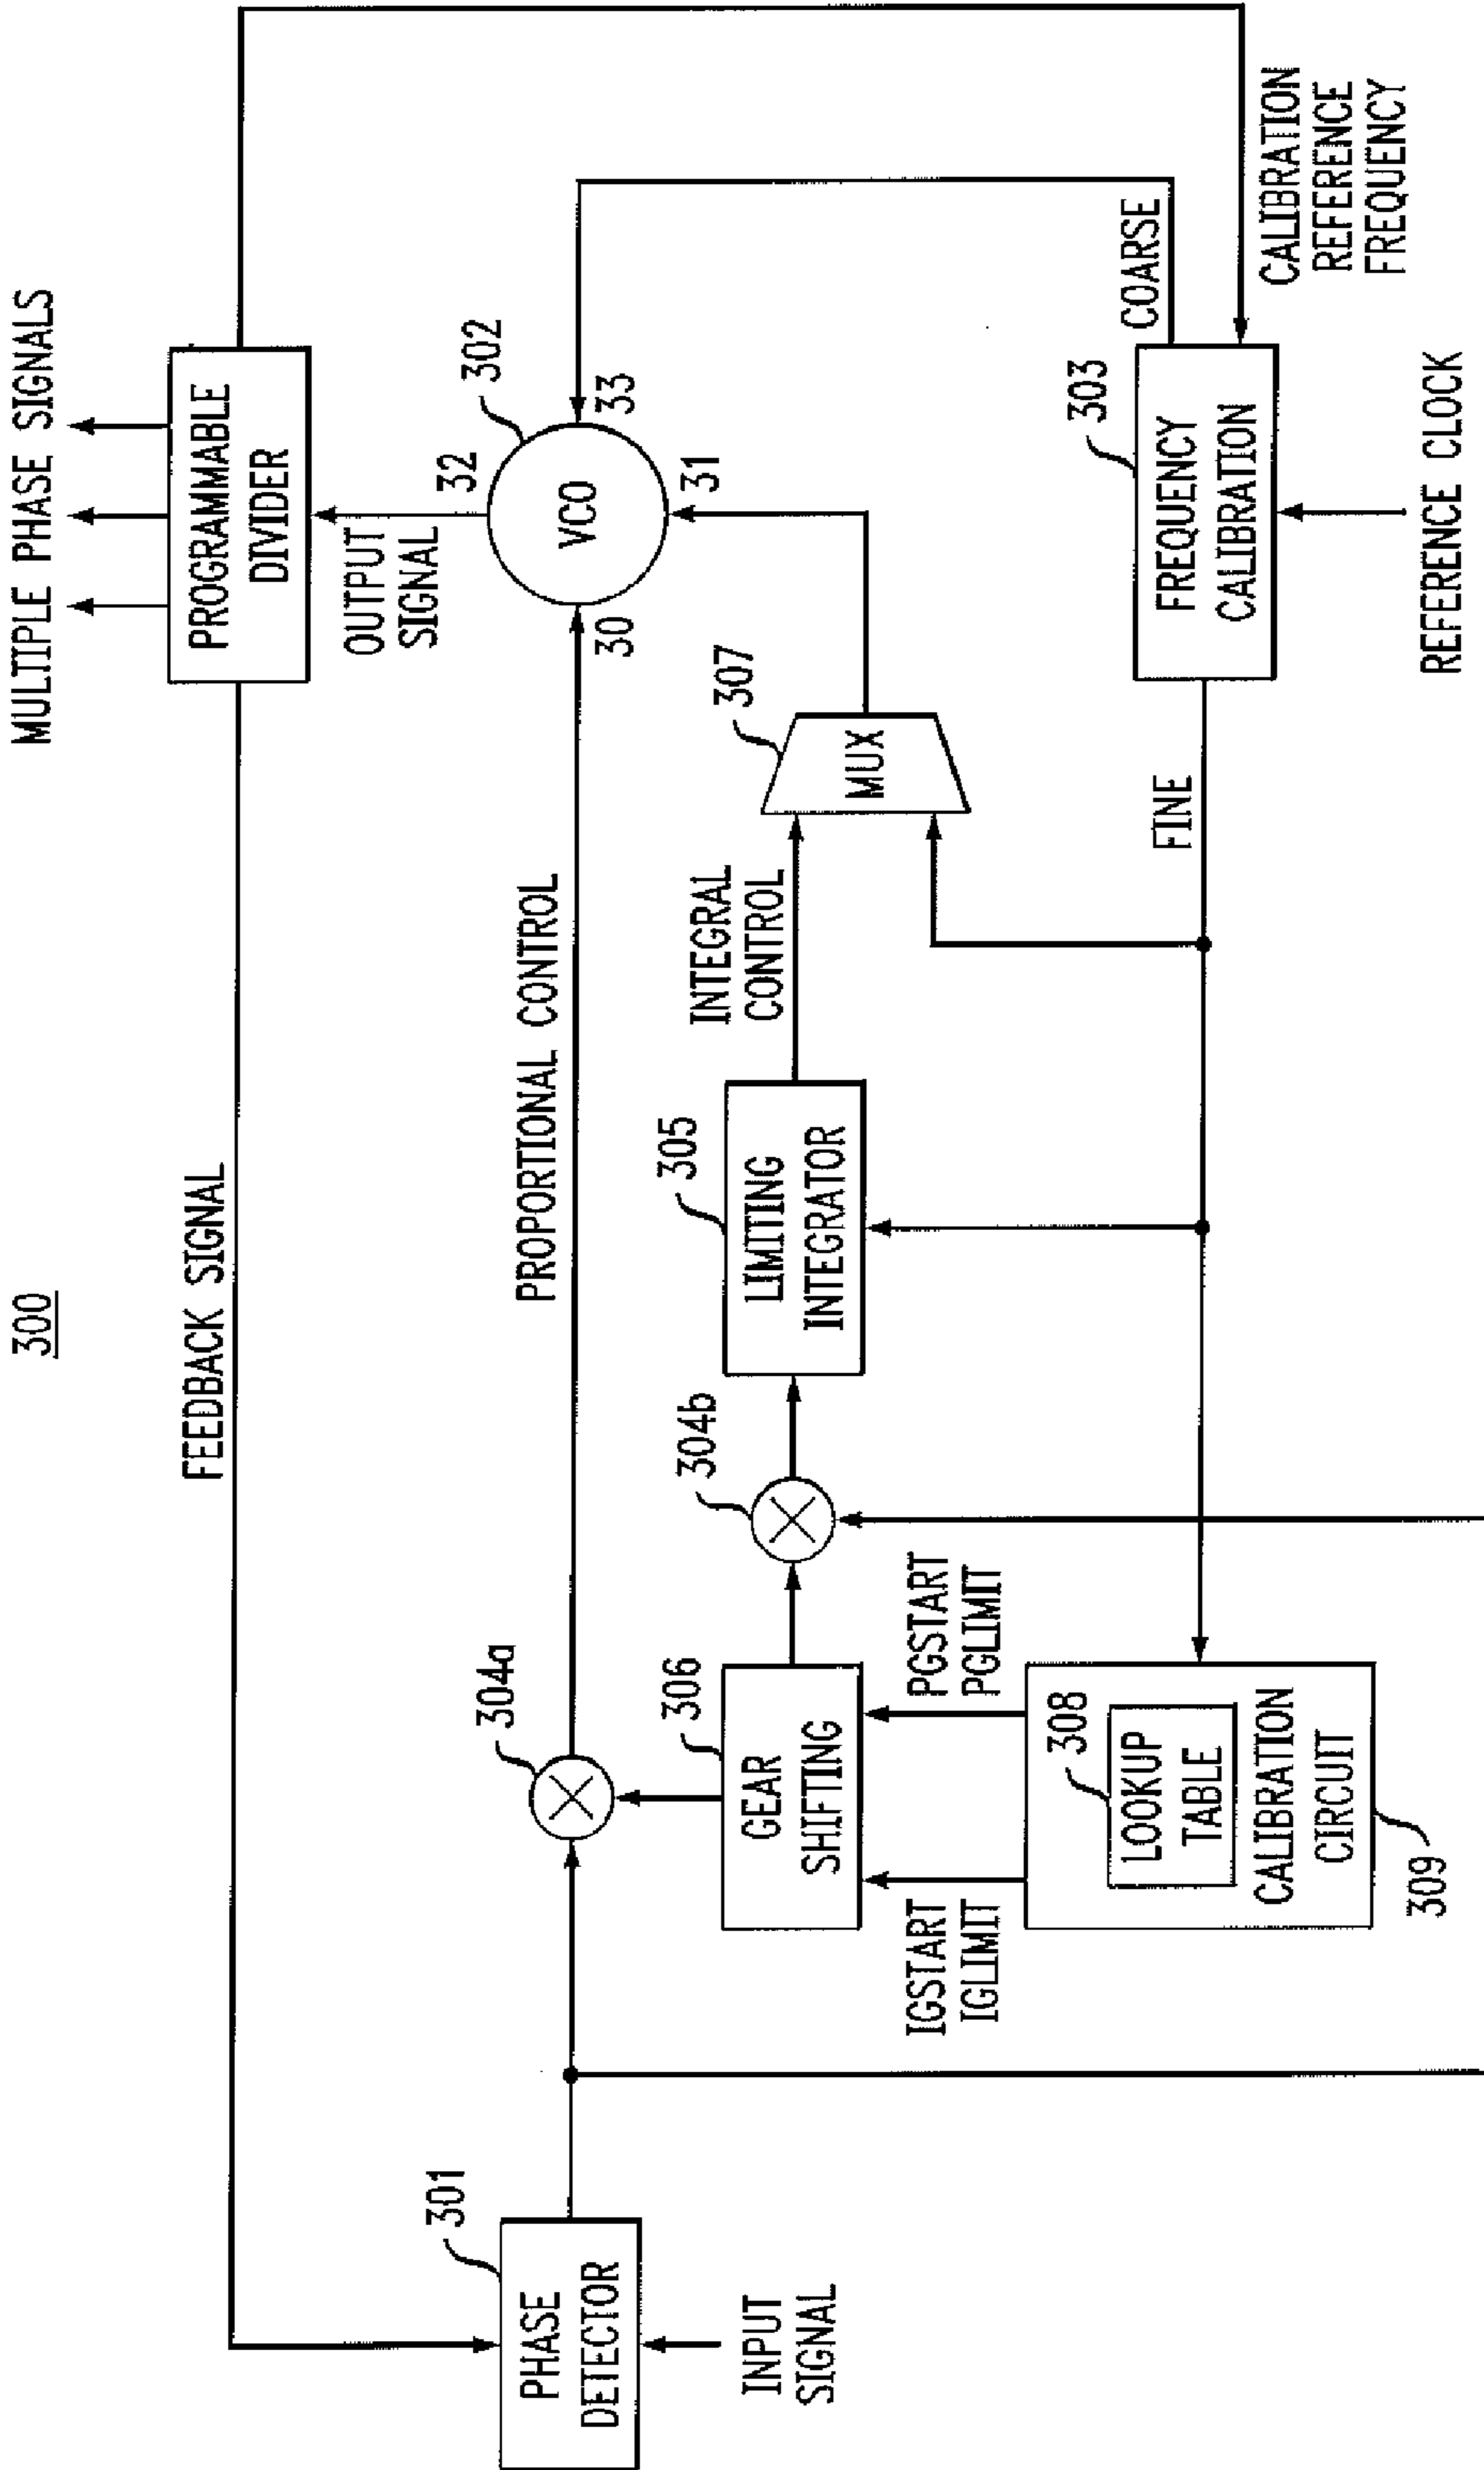 300
MULTIPLE PHASE SIGNALS
FEEDBACK SIGNAL
PROGRAMMABLE
DIVIDER
OUTPUT
SIGNAL
32
302
301
PHASE
DETECTOR
INPUT
SIGNAL
304a
PROPORTIONAL CONTROL
30
VCO
33
31
306
GEAR
SHIFTING
304b
305
LIMITING
INTEGRATOR
INTEGRAL
CONTROL
307
MUX
IGSTART
IGLIMIT
PGSTART
PGLIMIT
308
LOOKUP
TABLE
CALIBRATION
CIRCUIT
309
FINE
303
FREQUENCY
CALIBRATION
COARSE
CALIBRATION
REFERENCE
FREQUENCY
REFERENCE CLOCK